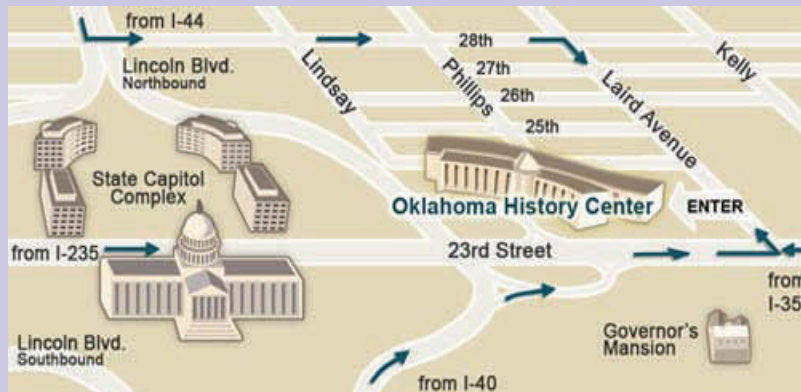 from I-44
Lincoln Blvd.
Northbound
Lindsay
Phillips
28th
27th
26th
25th
Laird Avenue
Kelly
State Capitol
Complex
Oklahoma History Center
ENTER
from I-235
23rd Street
from
I-35
Lincoln Blvd.
Southbound
Governor's
Mansion
from I-40